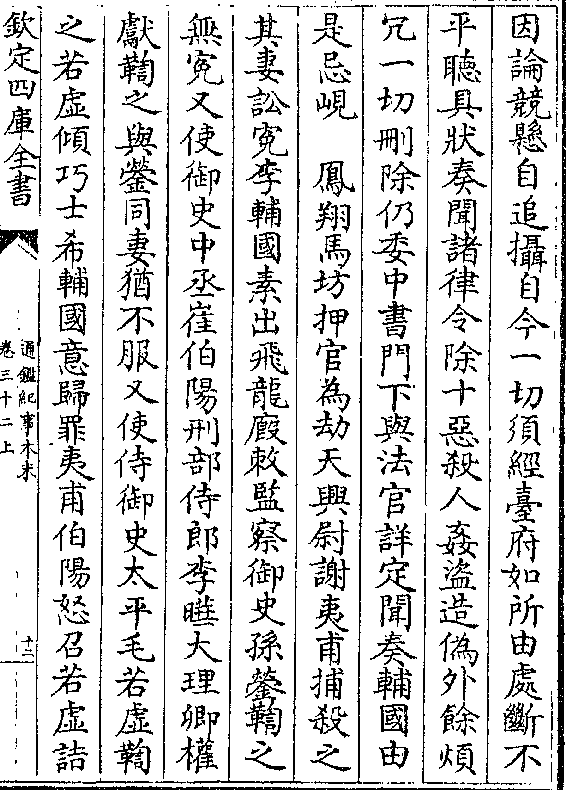 因論競懸自追攝自今一切須經臺府如所由處斷不
平聽具狀奏聞諸律令除十惡殺人姦盜造偽外餘煩
冗一切刪除仍委中書門下與法官詳定聞奏輔國由
是忌峴　鳳翔馬坊押官為劫天興尉謝夷甫捕殺之
其妻訟寃李輔國素出飛龍廐敕監察御史孫蓥鞫之
無寃又使御史中丞崔伯陽刑部侍郎李曄大理卿權
獻鞫之與蓥同妻猶不服又使侍御史太平毛若虛鞫
之若虛傾巧士希輔國意歸罪夷甫伯陽怒召若虛詰
欽定四庫全書
通鑑紀事本末
卷三十二上
十三